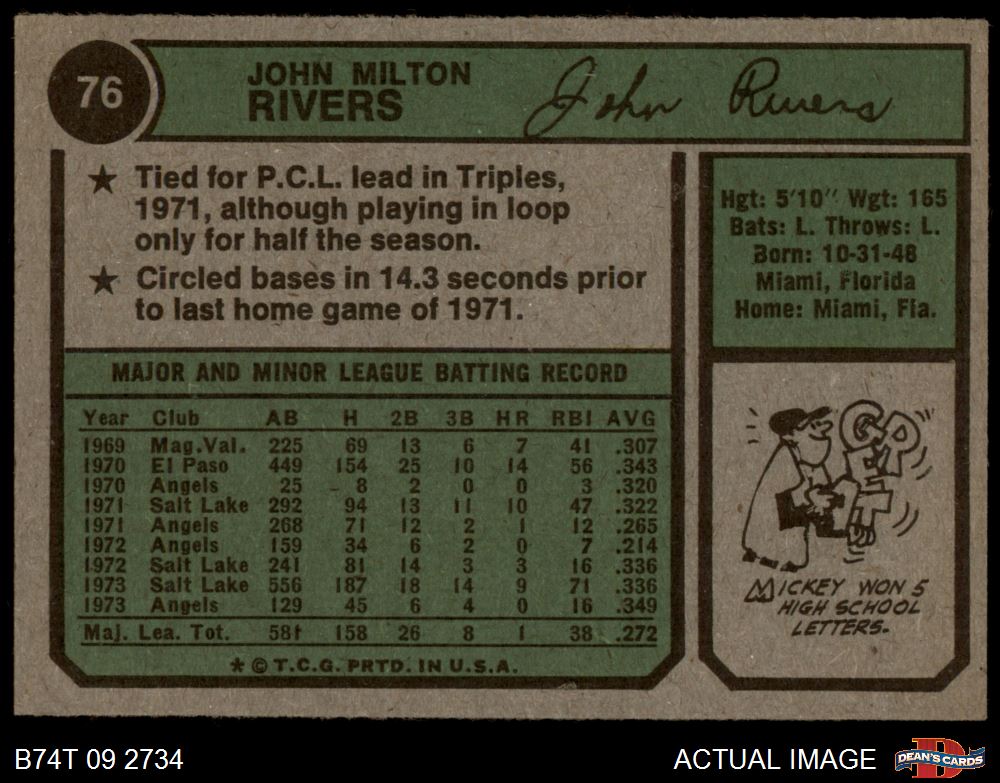 76
JOHN MILTON
RIVERS
John Rivers
★ Tied for P.C.L. lead in Triples,
1971, although playing in loop
only for half the season.
★ Circled bases in 14.3 seconds prior
to last home game of 1971.
Hgt: 5'10" Wgt: 165
Bats: L. Throws: L.
Born: 10-31-48
Miami, Florida
Home: Miami, Fla.
MAJOR AND MINOR LEAGUE BATTING RECORD
Year Club AB H 2B 3B HR RBI AVG
1969 Mag.Val. 225 69 13 6 7 41 .307
1970 El Paso 449 154 25 10 14 56 .343
1970 Angels 25 8 2 0 0 3 .320
1971 Salt Lake 292 94 13 11 10 47 .322
1971 Angels 268 71 12 2 1 12 .265
1972 Angels 159 34 6 2 0 7 .214
1972 Salt Lake 241 81 14 3 3 16 .336
1973 Salt Lake 556 187 18 14 9 71 .336
1973 Angels 129 45 6 4 0 16 .349
Maj. Lea. Tot. 581 158 26 8 1 38 .272
★ © T.C.G. PRTD. IN U.S.A.
MICKEY WON 5
HIGH SCHOOL
LETTERS.
B74T 09 2734
ACTUAL IMAGE
D
DEAN'S CARDS